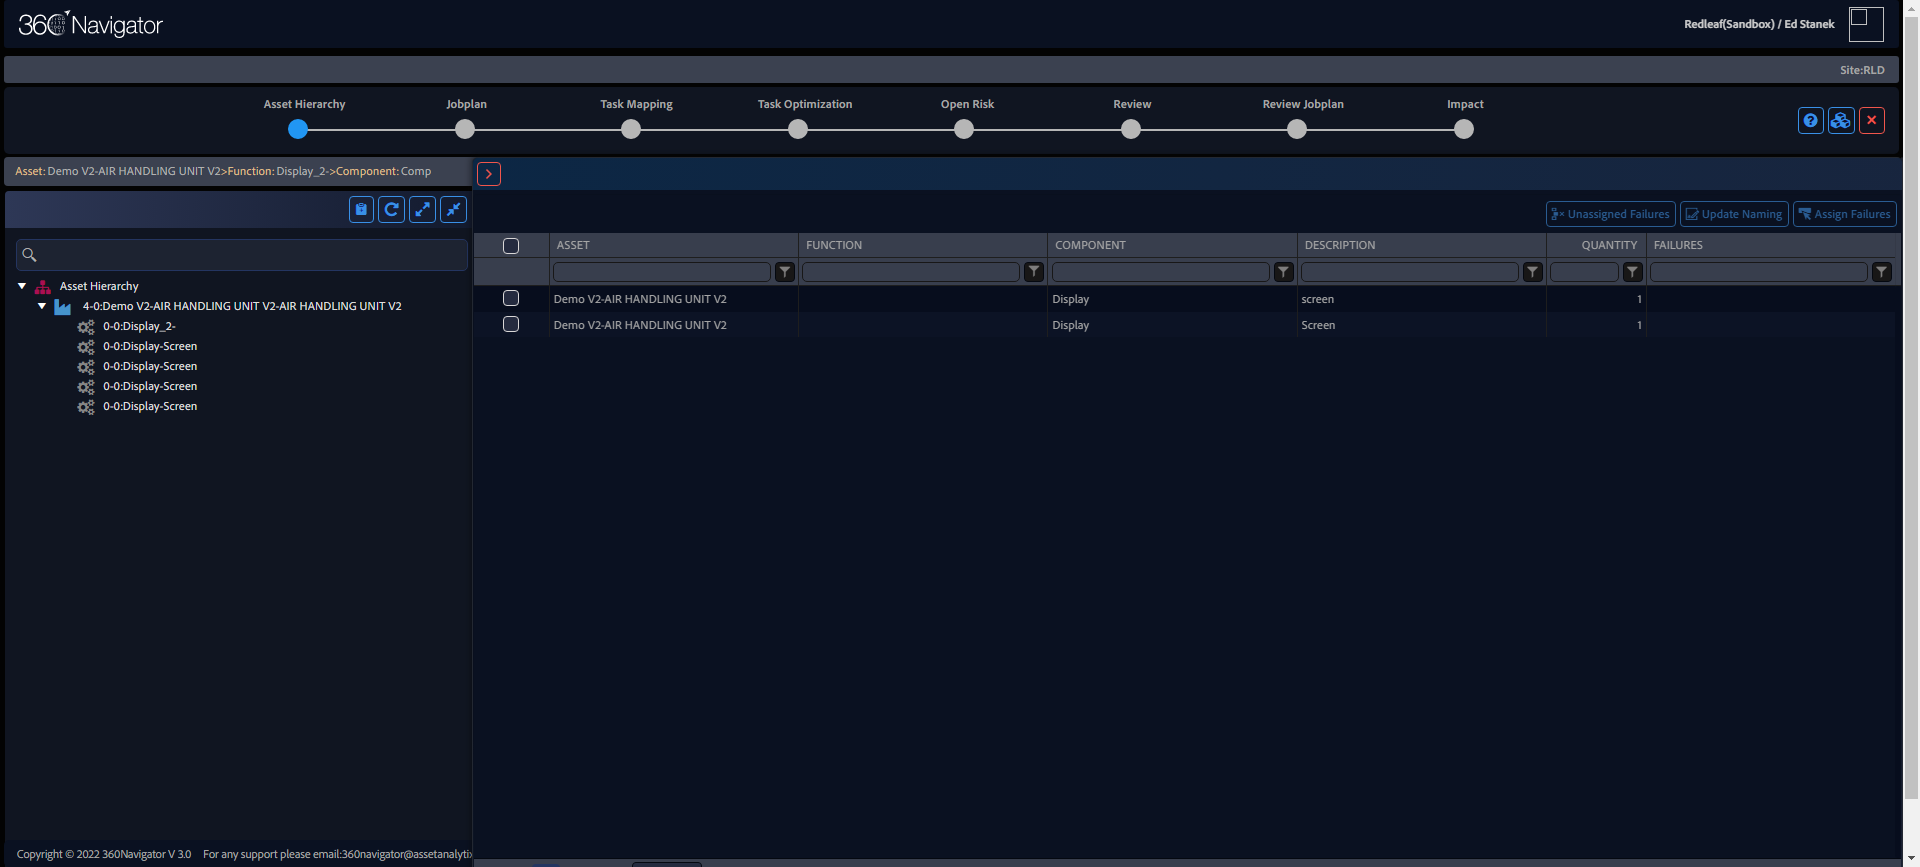 360 Navigator
Redleaf(Sandbox) / Ed Stanek
Site:RLD
Asset Hierarchy
Jobplan
Task Mapping
Task Optimization
Open Risk
Review
Review Jobplan
Impact
Asset: Demo V2-AIR HANDLING UNIT V2>Function: Display_2->Component: Comp
Unassigned Failures
Update Naming
Assign Failures
ASSET FUNCTION COMPONENT DESCRIPTION QUANTITY FAILURES
Demo V2-AIR HANDLING UNIT V2 Display screen 1
Demo V2-AIR HANDLING UNIT V2 Display Screen 1
Asset Hierarchy
4-0:Demo V2-AIR HANDLING UNIT V2-AIR HANDLING UNIT V2
0-0:Display_2-
0-0:Display-Screen
0-0:Display-Screen
0-0:Display-Screen
0-0:Display-Screen
Copyright © 2022 360Navigator V 3.0 For any support please email:360navigator@assetanalytix